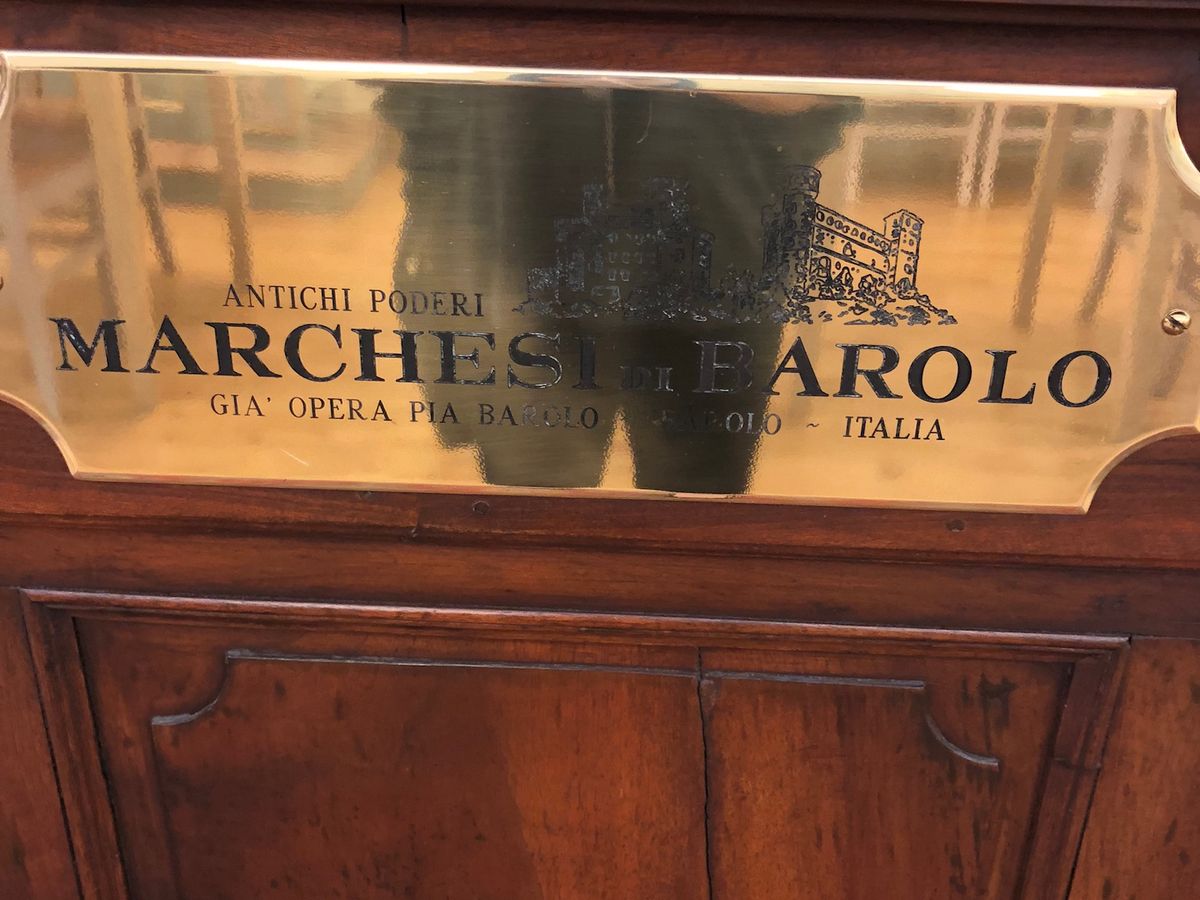 ANTICHI PODERI
MARCHESI DI BAROLO
GIA' OPERA PIA BAROLO ~ BAROLO ~ ITALIA